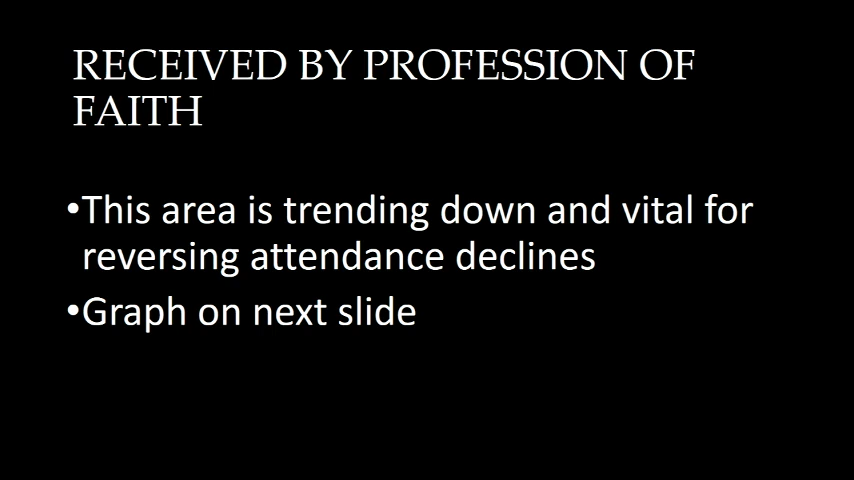 RECEIVED BY PROFESSION OF
FAITH
•This area is trending down and vital for
reversing attendance declines
•Graph on next slide